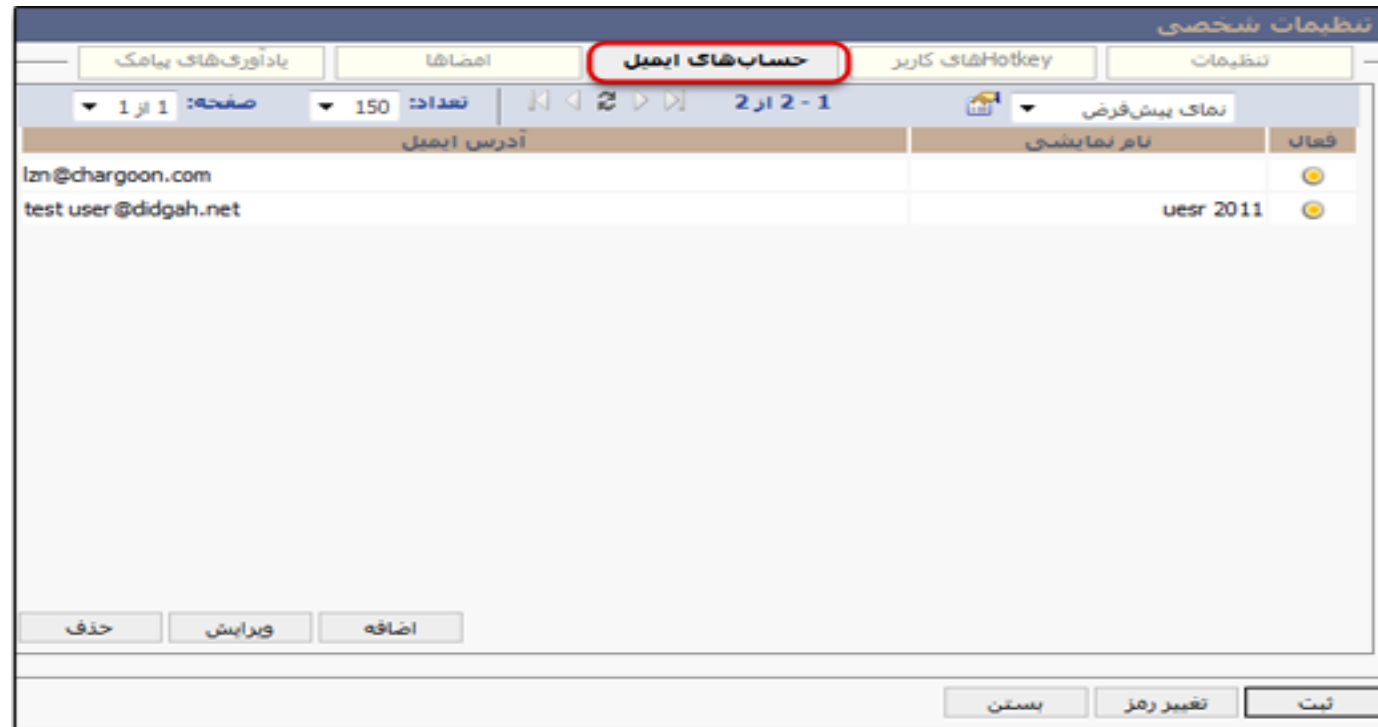 تنظیمات شخصی
تنظیمات Hotkeyهای کاربر حساب‌های ایمیل امضاها یادآوری‌های پیامک
نمای پیش‌فرض 1 - 2 از 2 تعداد: 150 صفحه: 1 از 1
فعال نام نمایشی آدرس ایمیل
lzn@chargoon.com
uesr 2011 test user@didgah.net
اضافه ویرایش حذف
ثبت تغییر رمز بستن